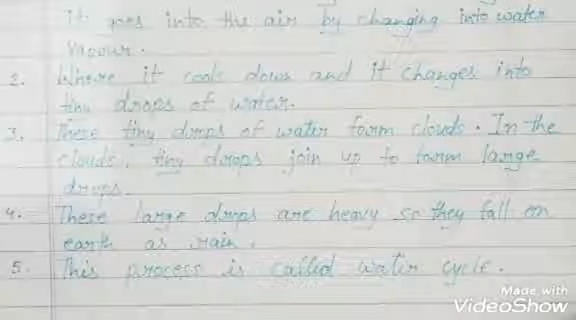 it goes into the air by changing into water
vapour.
2. Where it cools down and it changes into
tiny drops of water.
3. These tiny drops of water form clouds. In the
clouds, tiny drops join up to form large
drops.
4. These large drops are heavy so they fall on
earth as rain.
5. This process is called water cycle.
Made with
VideoShow